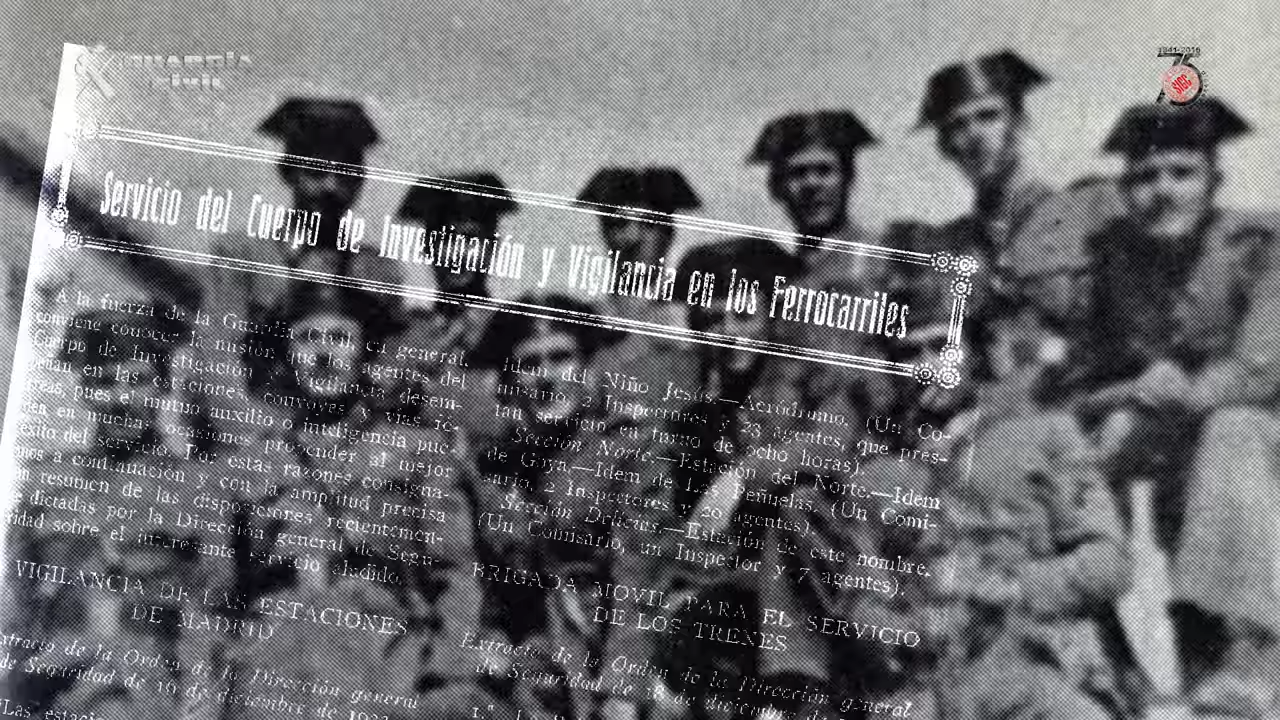 GUARDIA
CIVIL
1941-2016
75
SIGC
Servicio del Cuerpo de Investigación y Vigilancia en los Ferrocarriles
A la fuerza de la Guardia Civil, en general,
conviene conocer la misión que los agentes del
Cuerpo de Investigación y Vigilancia desem-
peñan en las estaciones, convoyes y vías fé-
rreas, pues el mutuo auxilio o inteligencia pue-
den en muchas ocasiones propender al mejor
éxito del servicio. Por estas razones consigna-
mos a continuación y con la amplitud precisa
un resumen de las disposiciones recientemen-
te dictadas por la Dirección general de Segu-
ridad sobre el interesante servicio aludido.
VIGILANCIA DE LAS ESTACIONES
DE MADRID
Extracto de la Orden de la Dirección general
de Seguridad de 16 de diciembre de
Las estacio
Idem del Niño Jesús.—Aeródromo. (Un Co-
misario, 2 Inspectores y 23 agentes, que pres-
tan servicio en turno de ocho horas).
Sección Norte.—Estación del Norte.—Idem
de Goya.—Idem de Las Peñuelas. (Un Comi-
sario, 2 Inspectores y 20 agentes).
Sección Delicias.—Estación de este nombre.
(Un Comisario, un Inspector y 7 agentes).
BRIGADA MOVIL PARA EL SERVICIO
DE LOS TRENES
Extracto de la Orden de la Dirección general
de Seguridad de 18 de diciembre de